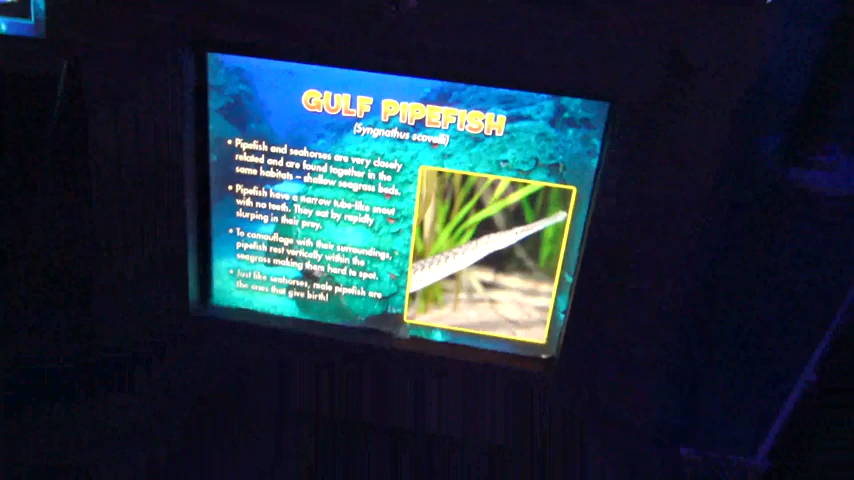 GULF PIPEFISH
(Syngnathus scovelli)
• Pipefish and seahorses are very closely
related and are found together in the
same habitats – shallow seagrass beds.
• Pipefish have a narrow tube-like snout
with no teeth. They eat by rapidly
slurping in their prey.
• To camouflage with their surroundings,
pipefish rest vertically within the
seagrass making them hard to spot.
• Just like seahorses, male pipefish are
the ones that give birth!